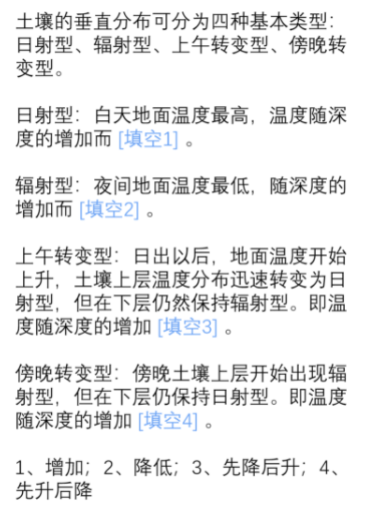 土壤的垂直分布可分为四种基本类型：
日射型、辐射型、上午转变型、傍晚转
变型。
日射型：白天地面温度最高，温度随深
度的增加而 [填空1] 。
辐射型：夜间地面温度最低，随深度的
增加而 [填空2] 。
上午转变型：日出以后，地面温度开始
上升，土壤上层温度分布迅速转变为日
射型，但在下层仍然保持辐射型。即温
度随深度的增加 [填空3] 。
傍晚转变型：傍晚土壤上层开始出现辐
射型，但在下层仍保持日射型。即温度
随深度的增加 [填空4] 。
1、增加；2、降低；3、先降后升；4、
先升后降